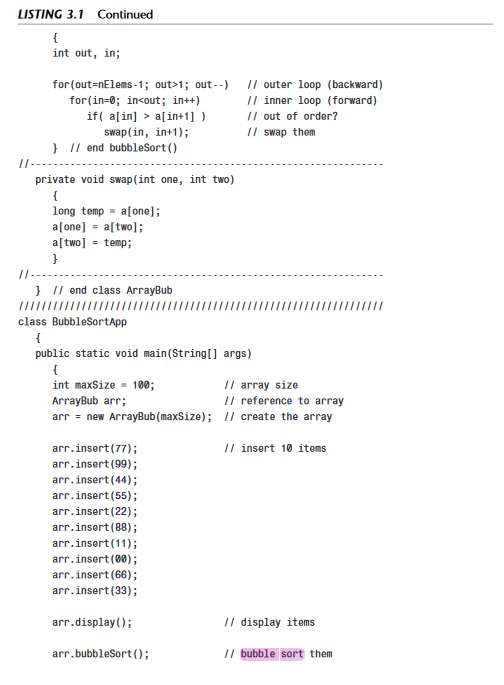 LISTING 3.1 Continued
{
int out, in;
for(out=nElems-1; out>1; out--) // outer loop (backward)
for(in=0; in<out; in++) // inner loop (forward)
if( a[in] > a[in+1] ) // out of order?
swap(in, in+1); // swap them
} // end bubbleSort()
//--------------------------------------------------------------
private void swap(int one, int two)
{
long temp = a[one];
a[one] = a[two];
a[two] = temp;
}
//--------------------------------------------------------------
} // end class ArrayBub
////////////////////////////////////////////////////////////////
class BubbleSortApp
{
public static void main(String[] args)
{
int maxSize = 100; // array size
ArrayBub arr; // reference to array
arr = new ArrayBub(maxSize); // create the array
arr.insert(77); // insert 10 items
arr.insert(99);
arr.insert(44);
arr.insert(55);
arr.insert(22);
arr.insert(88);
arr.insert(11);
arr.insert(00);
arr.insert(66);
arr.insert(33);
arr.display(); // display items
arr.bubbleSort(); // bubble sort them